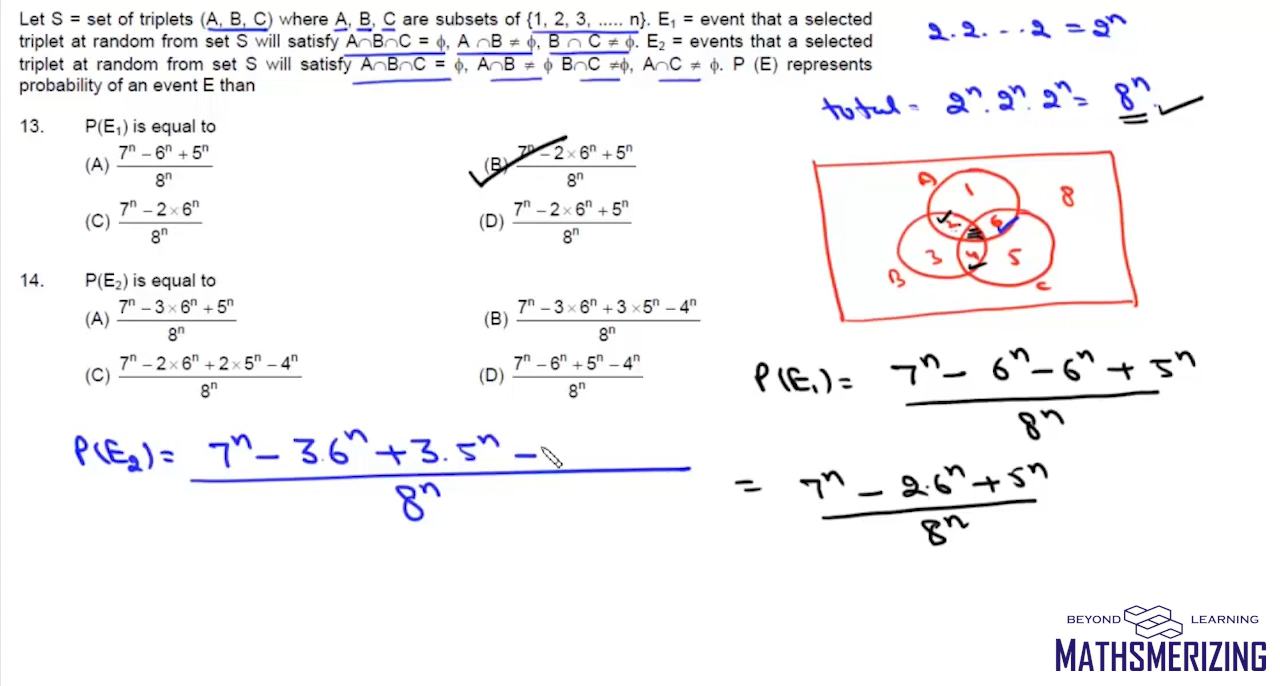 Let S = set of triplets (A, B, C) where A, B, C are subsets of {1, 2, 3, ..... n}. E₁ = event that a selected
triplet at random from set S will satisfy A∩B∩C = ϕ, A ∩B ≠ ϕ, B ∩ C ≠ ϕ. E₂ = events that a selected
triplet at random from set S will satisfy A∩B∩C = ϕ, A∩B ≠ ϕ B∩C ≠ϕ, A∩C ≠ ϕ. P (E) represents
probability of an event E than
2.2. ... 2 = 2ⁿ
total = 2ⁿ. 2ⁿ. 2ⁿ = 8ⁿ.
13. P(E₁) is equal to
(A) (7ⁿ − 6ⁿ + 5ⁿ)/8ⁿ
(B) (7ⁿ − 2 × 6ⁿ + 5ⁿ)/8ⁿ
(C) (7ⁿ − 2 × 6ⁿ)/8ⁿ
(D) (7ⁿ − 2 × 6ⁿ + 5ⁿ)/8ⁿ
14. P(E₂) is equal to
(A) (7ⁿ − 3 × 6ⁿ + 5ⁿ)/8ⁿ
(B) (7ⁿ − 3 × 6ⁿ + 3 × 5ⁿ − 4ⁿ)/8ⁿ
(C) (7ⁿ − 2 × 6ⁿ + 2 × 5ⁿ − 4ⁿ)/8ⁿ
(D) (7ⁿ − 6ⁿ + 5ⁿ − 4ⁿ)/8ⁿ
A 1 8
2 6
B 3 4 5 C
P(E₁) = (7ⁿ − 6ⁿ − 6ⁿ + 5ⁿ)/8ⁿ
= (7ⁿ − 2.6ⁿ + 5ⁿ)/8ⁿ
P(E₂) = (7ⁿ − 3.6ⁿ + 3.5ⁿ −)/8ⁿ
BEYOND LEARNING
MATHSMERIZING